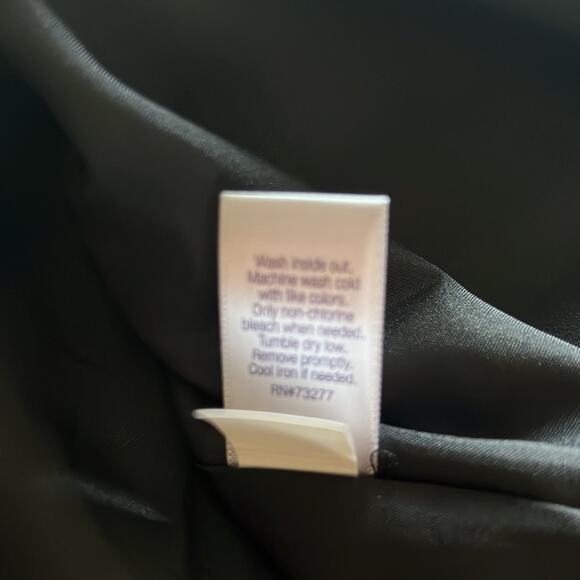 Wash inside out.
Machine wash cold
with like colors.
Only non-chlorine
bleach when needed.
Tumble dry low.
Remove promptly.
Cool iron if needed.
RN#73277